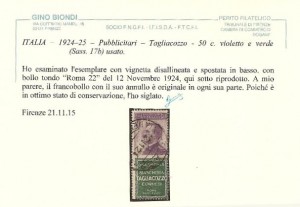 GINO BIONDI
PERITO FILATELICO
ITALIA - 1924-25 - Pubblicitari - Tagliacozzo - 50 c. violetto e verde
(Sass. 17b) usato.
Ho esaminato l'esemplare con vignetta disallineata e spostata in basso, con
bollo tondo "Roma 22" del 12 Novembre 1924, qui sotto riprodotto. A mio
parere, il francobollo con il suo annullo è originale in ogni sua parte. Poiché è
in ottimo stato di conservazione, l'ho siglato.
Firenze 21.11.15
TAGLIACOZZO